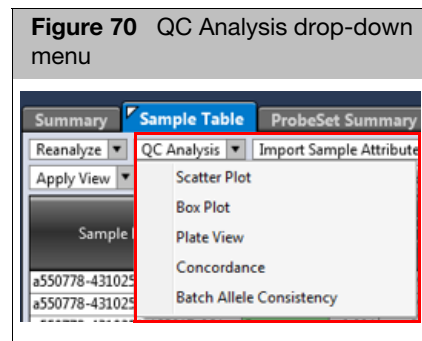 Figure 70 QC Analysis drop-down
menu
Summary Sample Table ProbeSet Summary
Reanalyze QC Analysis Import Sample Attribute
Apply View Scatter Plot
Box Plot
Sample Plate View
Concordance
a550778-431025 Batch Allele Consistency
a550778-431025